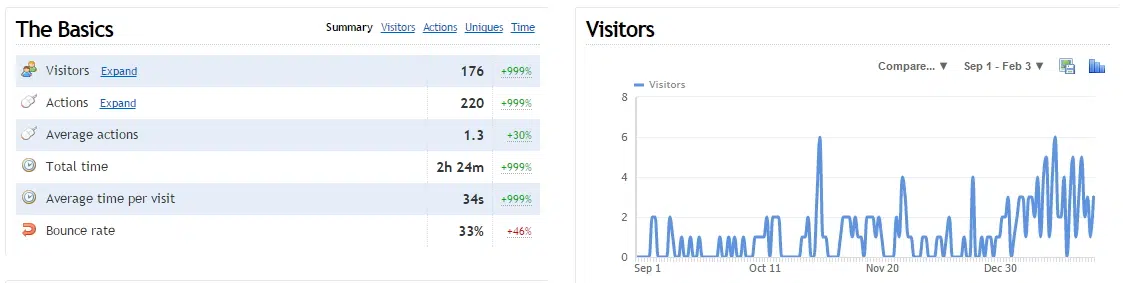 The Basics
Summary Visitors Actions Uniques Time
Visitors Expand 176 +999%
Actions Expand 220 +999%
Average actions 1.3 +30%
Total time 2h 24m +999%
Average time per visit 34s +999%
Bounce rate 33% +46%
Visitors
Compare... ▼ Sep 1 - Feb 3 ▼
Visitors
8
6
4
2
0
Sep 1 Oct 11 Nov 20 Dec 30